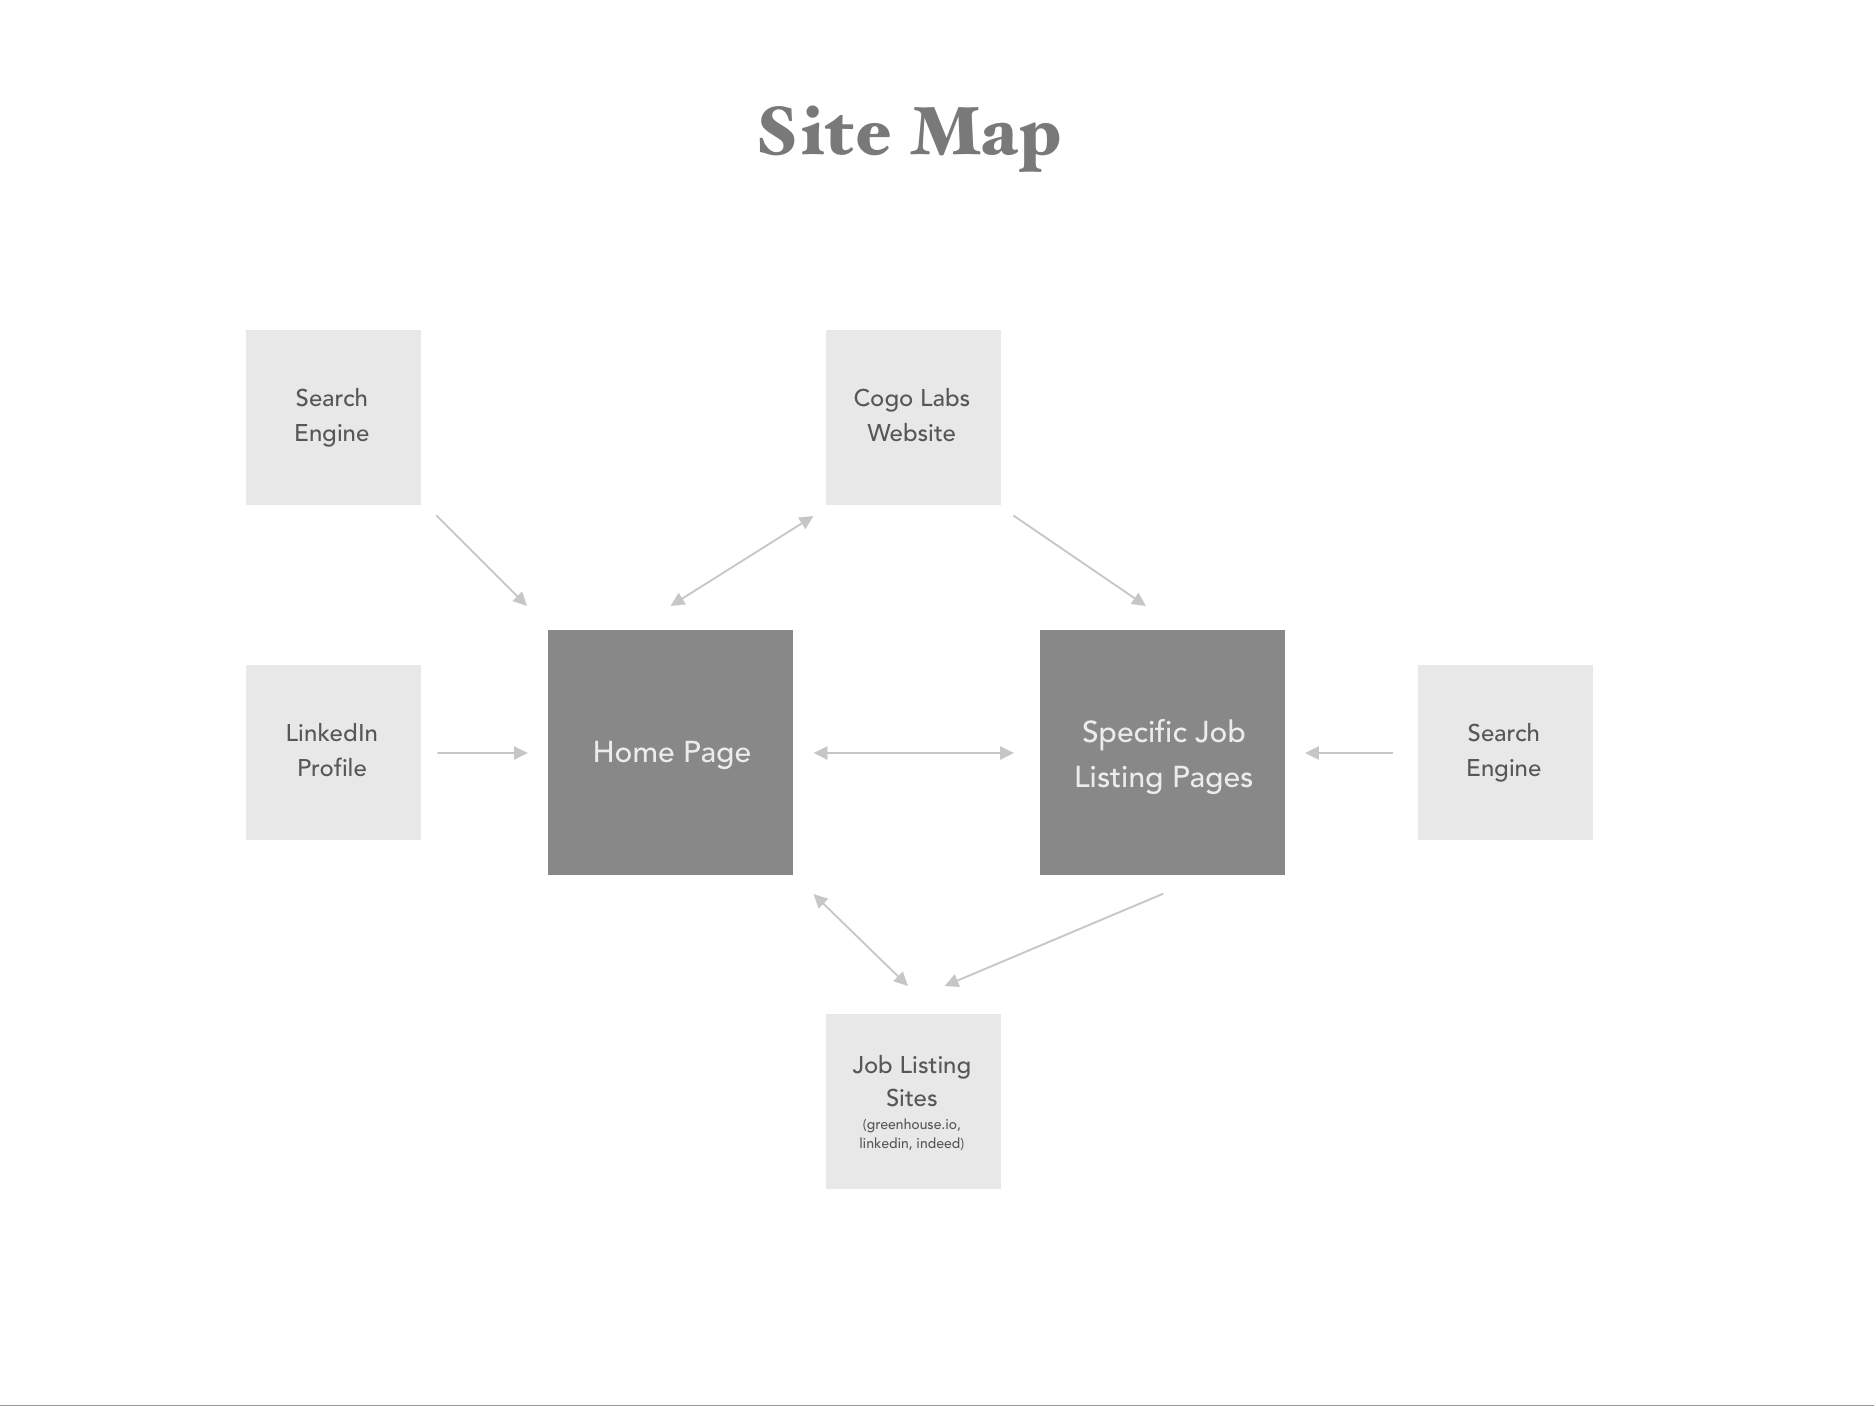 Site Map
Search
Engine
Cogo Labs
Website
LinkedIn
Profile
Home Page
Specific Job
Listing Pages
Search
Engine
Job Listing
Sites
(greenhouse.io,
linkedin, indeed)